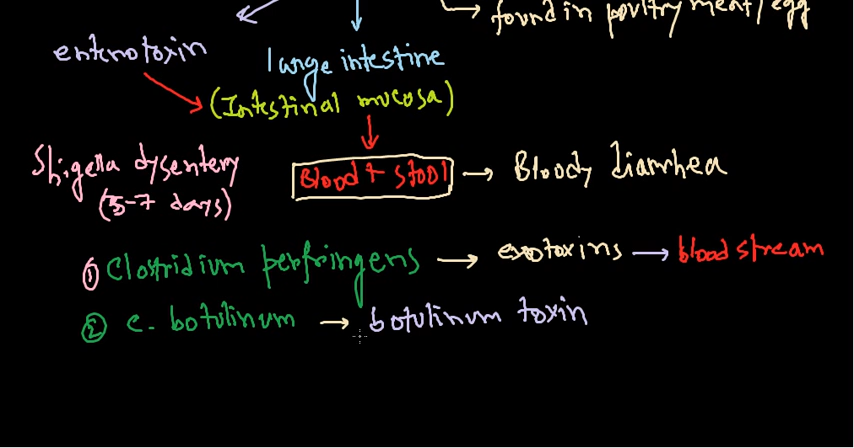 found in poultry meat/egg
enterotoxin
large intestine
(Intestinal mucosa)
Shigella dysentery
(5-7 days)
Blood + stool → Bloody diarrhea
① Clostridium perfringens → exotoxins → blood stream
② C. botulinum → botulinum toxin